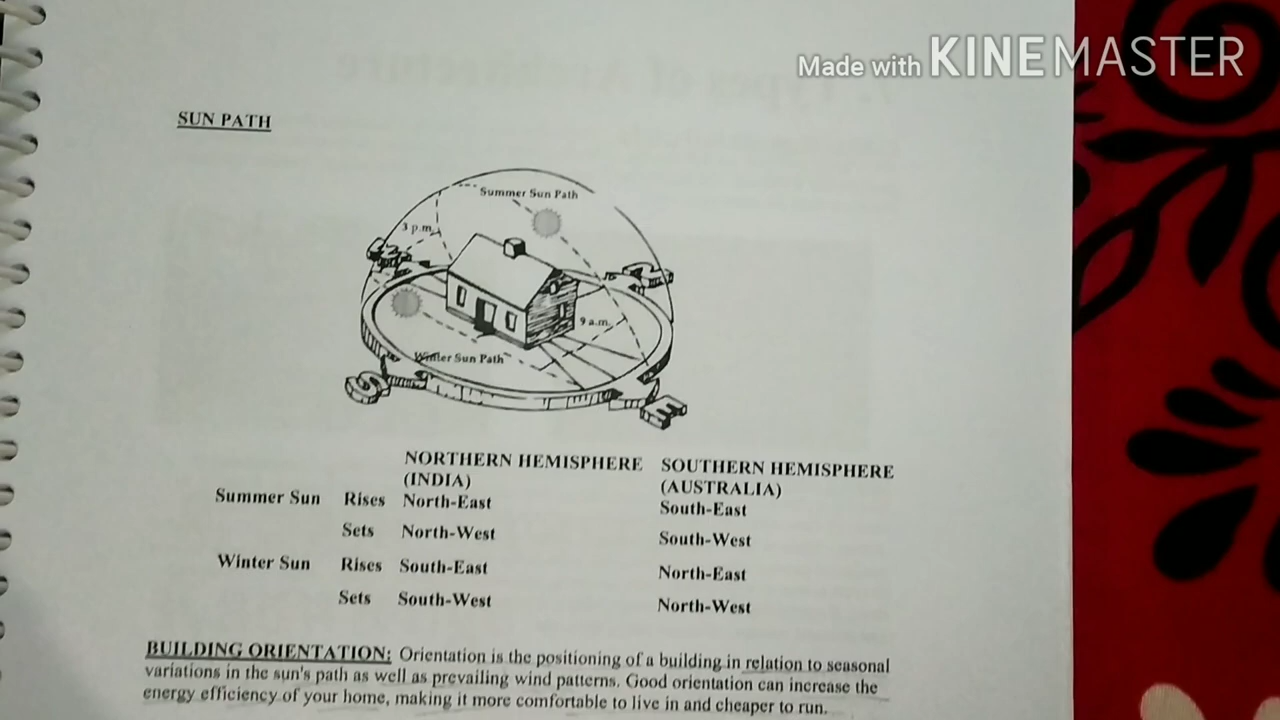 Made with KINEMASTER
SUN PATH
Summer Sun Path
3 p.m.
9 a.m.
Winter Sun Path
S
E
NORTHERN HEMISPHERE SOUTHERN HEMISPHERE
(INDIA) (AUSTRALIA)
Summer Sun Rises North-East South-East
Sets North-West South-West
Winter Sun Rises South-East North-East
Sets South-West North-West
BUILDING ORIENTATION: Orientation is the positioning of a building in relation to seasonal
variations in the sun's path as well as prevailing wind patterns. Good orientation can increase the
energy efficiency of your home, making it more comfortable to live in and cheaper to run.